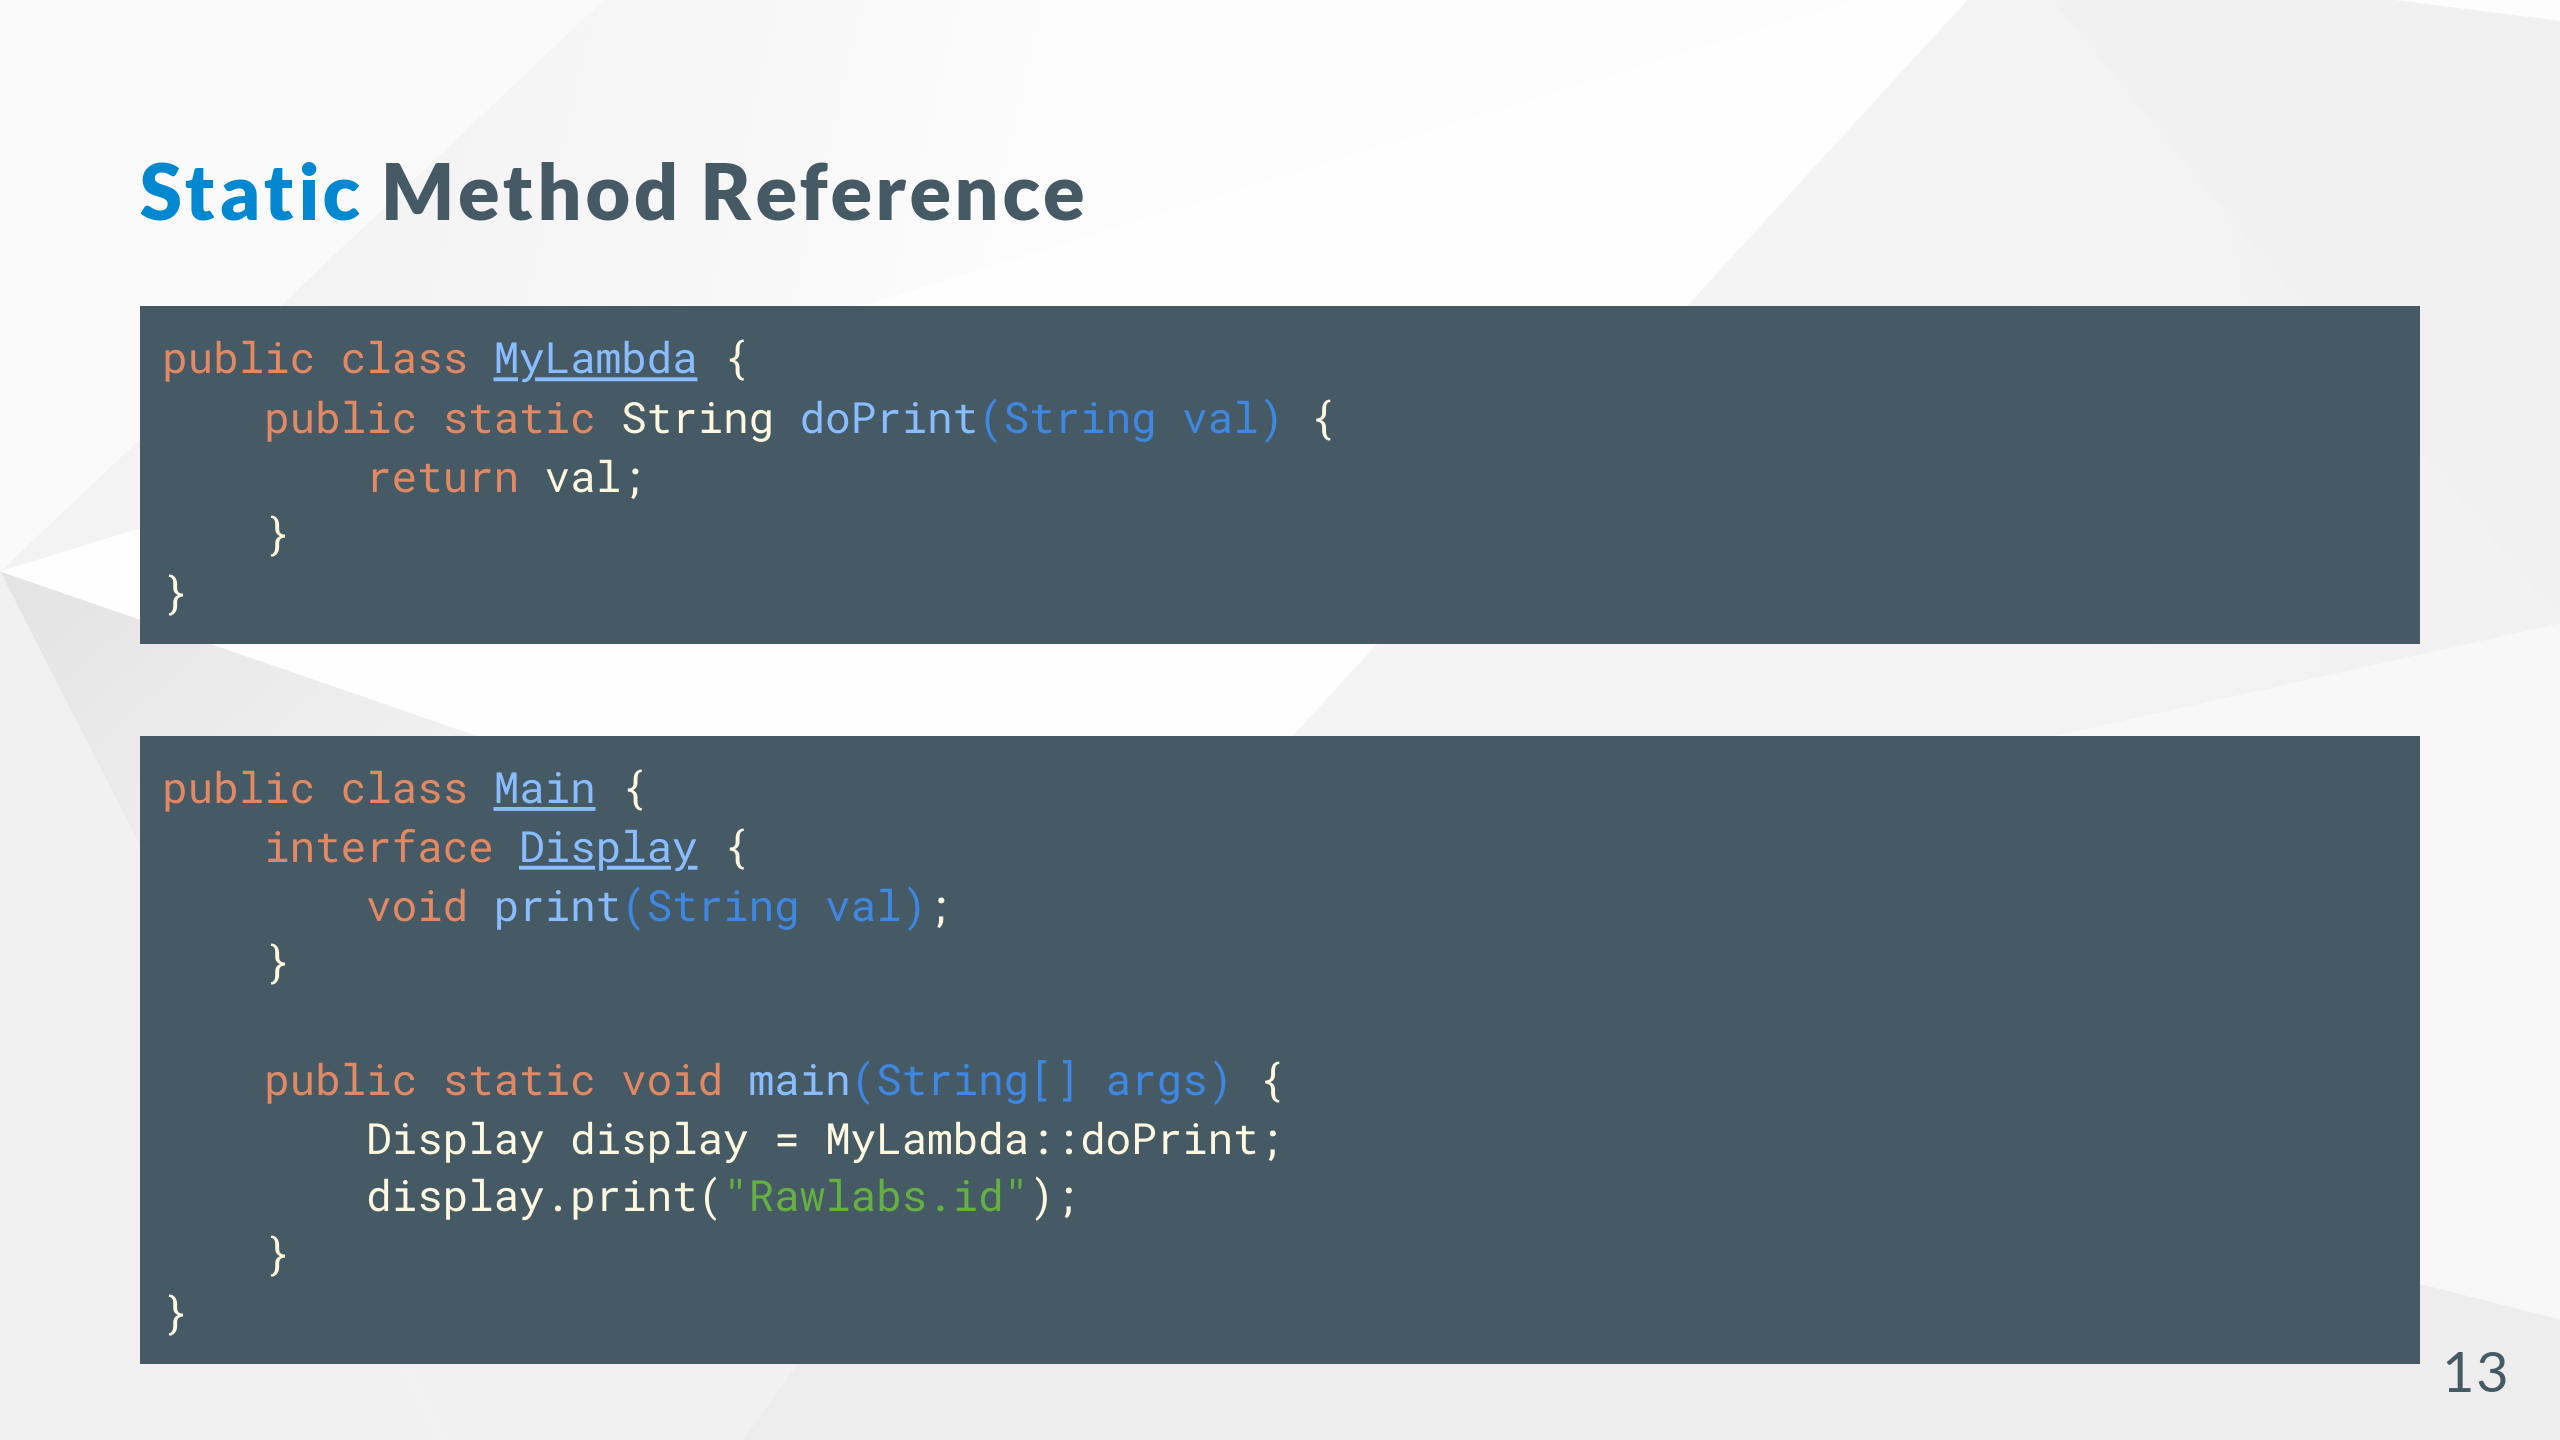 Static Method Reference
public class MyLambda {
    public static String doPrint(String val) {
        return val;
    }
}
public class Main {
    interface Display {
        void print(String val);
    }
    public static void main(String[] args) {
        Display display = MyLambda::doPrint;
        display.print("Rawlabs.id");
    }
}
13